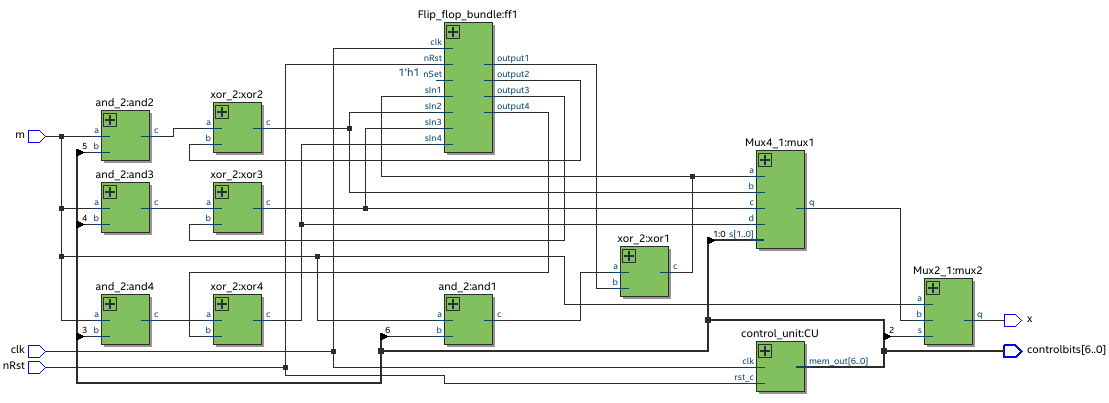 Flip_flop_bundle:ff1
clk
nRst
1'h1 nSet
sIn1
sIn2
sIn3
sIn4
output1
output2
output3
output4
m
and_2:and2
a
5 b
c
xor_2:xor2
a
b
c
and_2:and3
a
4 b
c
xor_2:xor3
a
b
c
Mux4_1:mux1
a
b
c
d
1:0 s[1..0]
q
xor_2:xor1
a
b
c
and_2:and4
a
3 b
c
xor_2:xor4
a
b
c
and_2:and1
a
6 b
c
Mux2_1:mux2
a
b
2 s
q
x
control_unit:CU
clk
rst_c
mem_out[6..0]
controlbits[6..0]
clk
nRst